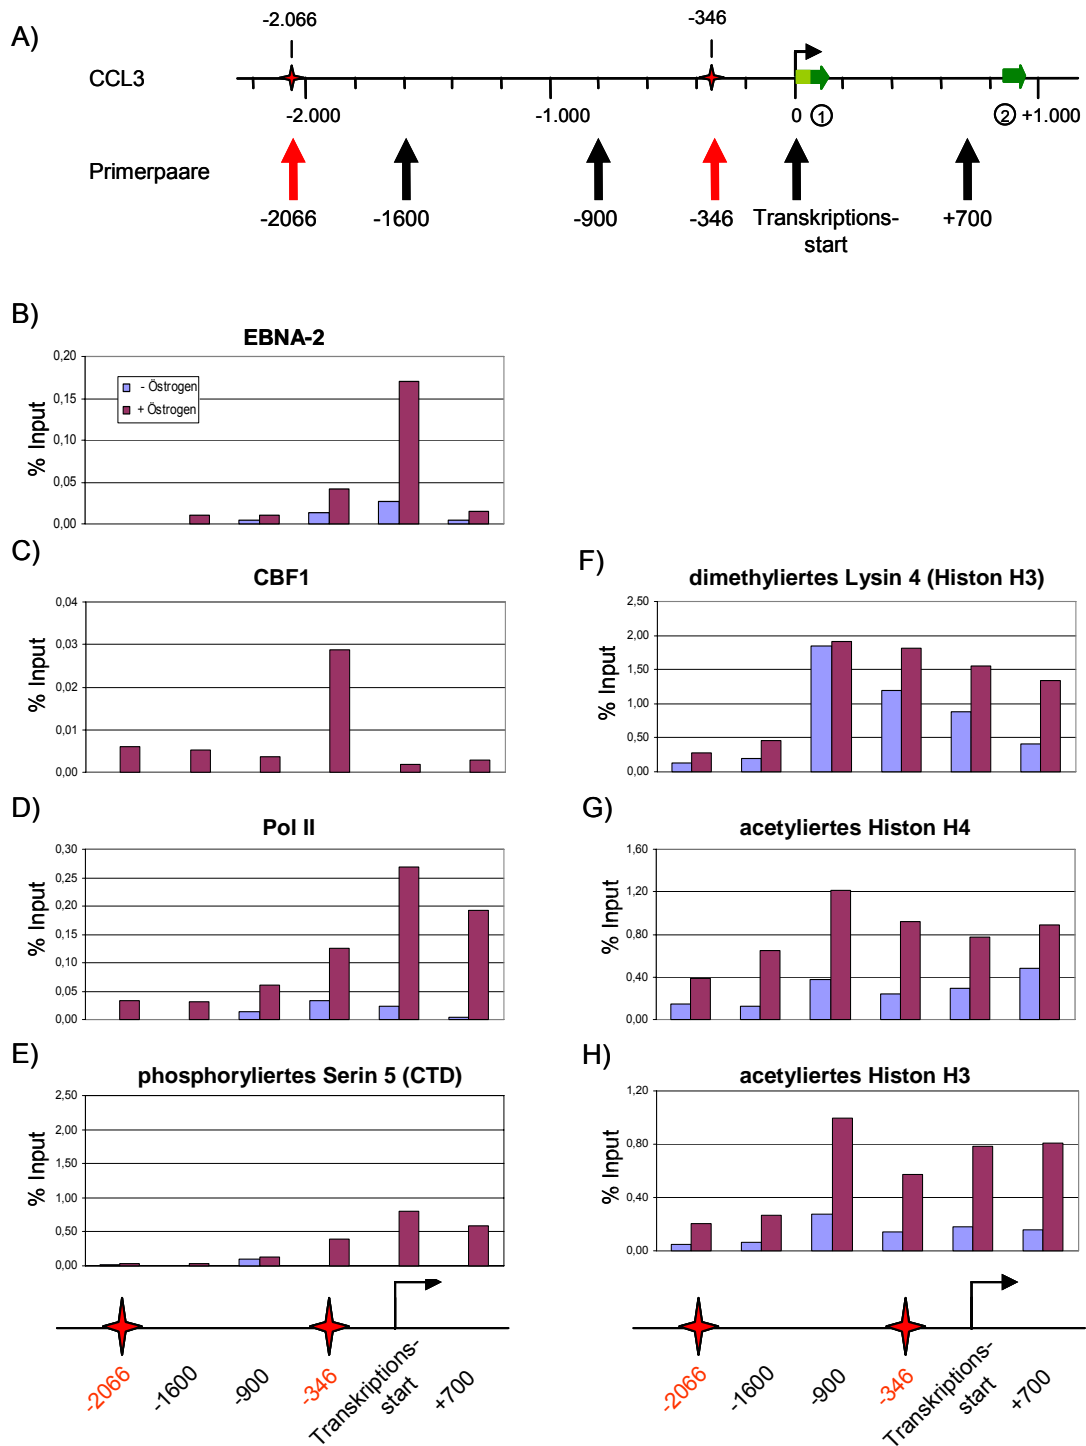 A)
-2.066
-346
CCL3
-2.000
-1.000
0
1
2
+1.000
Primerpaare
-2066
-1600
-900
-346
Transkriptions-
start
+700
B)
EBNA-2
% Input
0,20
0,15
0,10
0,05
0,00
- Östrogen
+ Östrogen
C)
CBF1
% Input
0,04
0,03
0,02
0,01
0,00
F)
dimethyliertes Lysin 4 (Histon H3)
% Input
2,50
2,00
1,50
1,00
0,50
0,00
D)
Pol II
% Input
0,30
0,25
0,20
0,15
0,10
0,05
0,00
G)
acetyliertes Histon H4
% Input
1,60
1,20
0,80
0,40
0,00
E)
phosphoryliertes Serin 5 (CTD)
% Input
2,50
2,00
1,50
1,00
0,50
0,00
H)
acetyliertes Histon H3
% Input
1,20
0,80
0,40
0,00
-2066
-1600
-900
-346
Transkriptions-
start
+700
-2066
-1600
-900
-346
Transkriptions-
start
+700